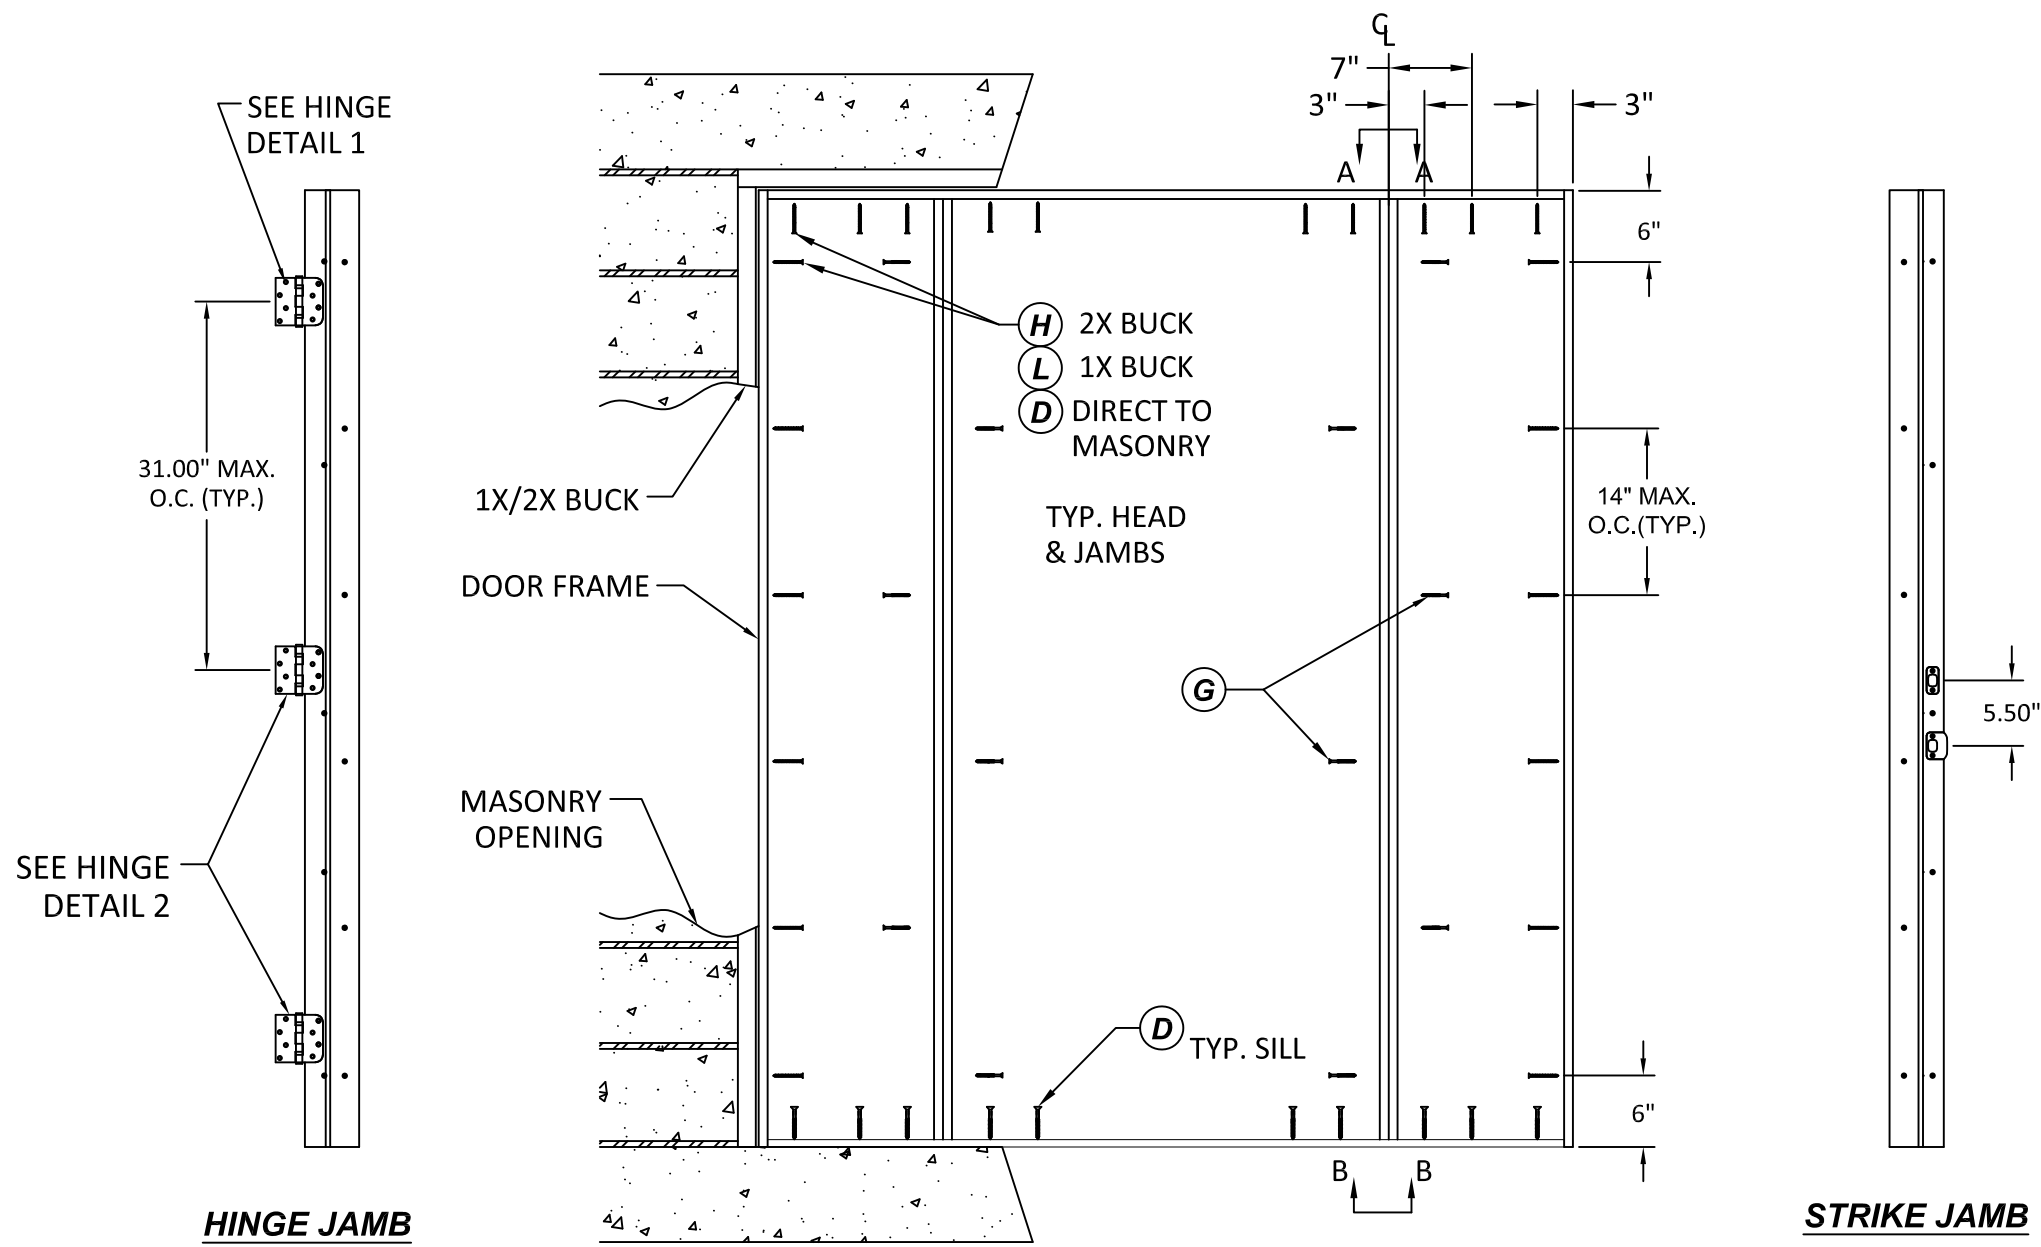 SEE HINGE
DETAIL 1
31.00" MAX.
O.C. (TYP.)
SEE HINGE
DETAIL 2
HINGE JAMB
1X/2X BUCK
DOOR FRAME
MASONRY
OPENING
CL
7"
3"
3"
A A
6"
H 2X BUCK
L 1X BUCK
D DIRECT TO
MASONRY
TYP. HEAD
& JAMBS
14" MAX.
O.C.(TYP.)
G
D TYP. SILL
6"
B B
5.50"
STRIKE JAMB